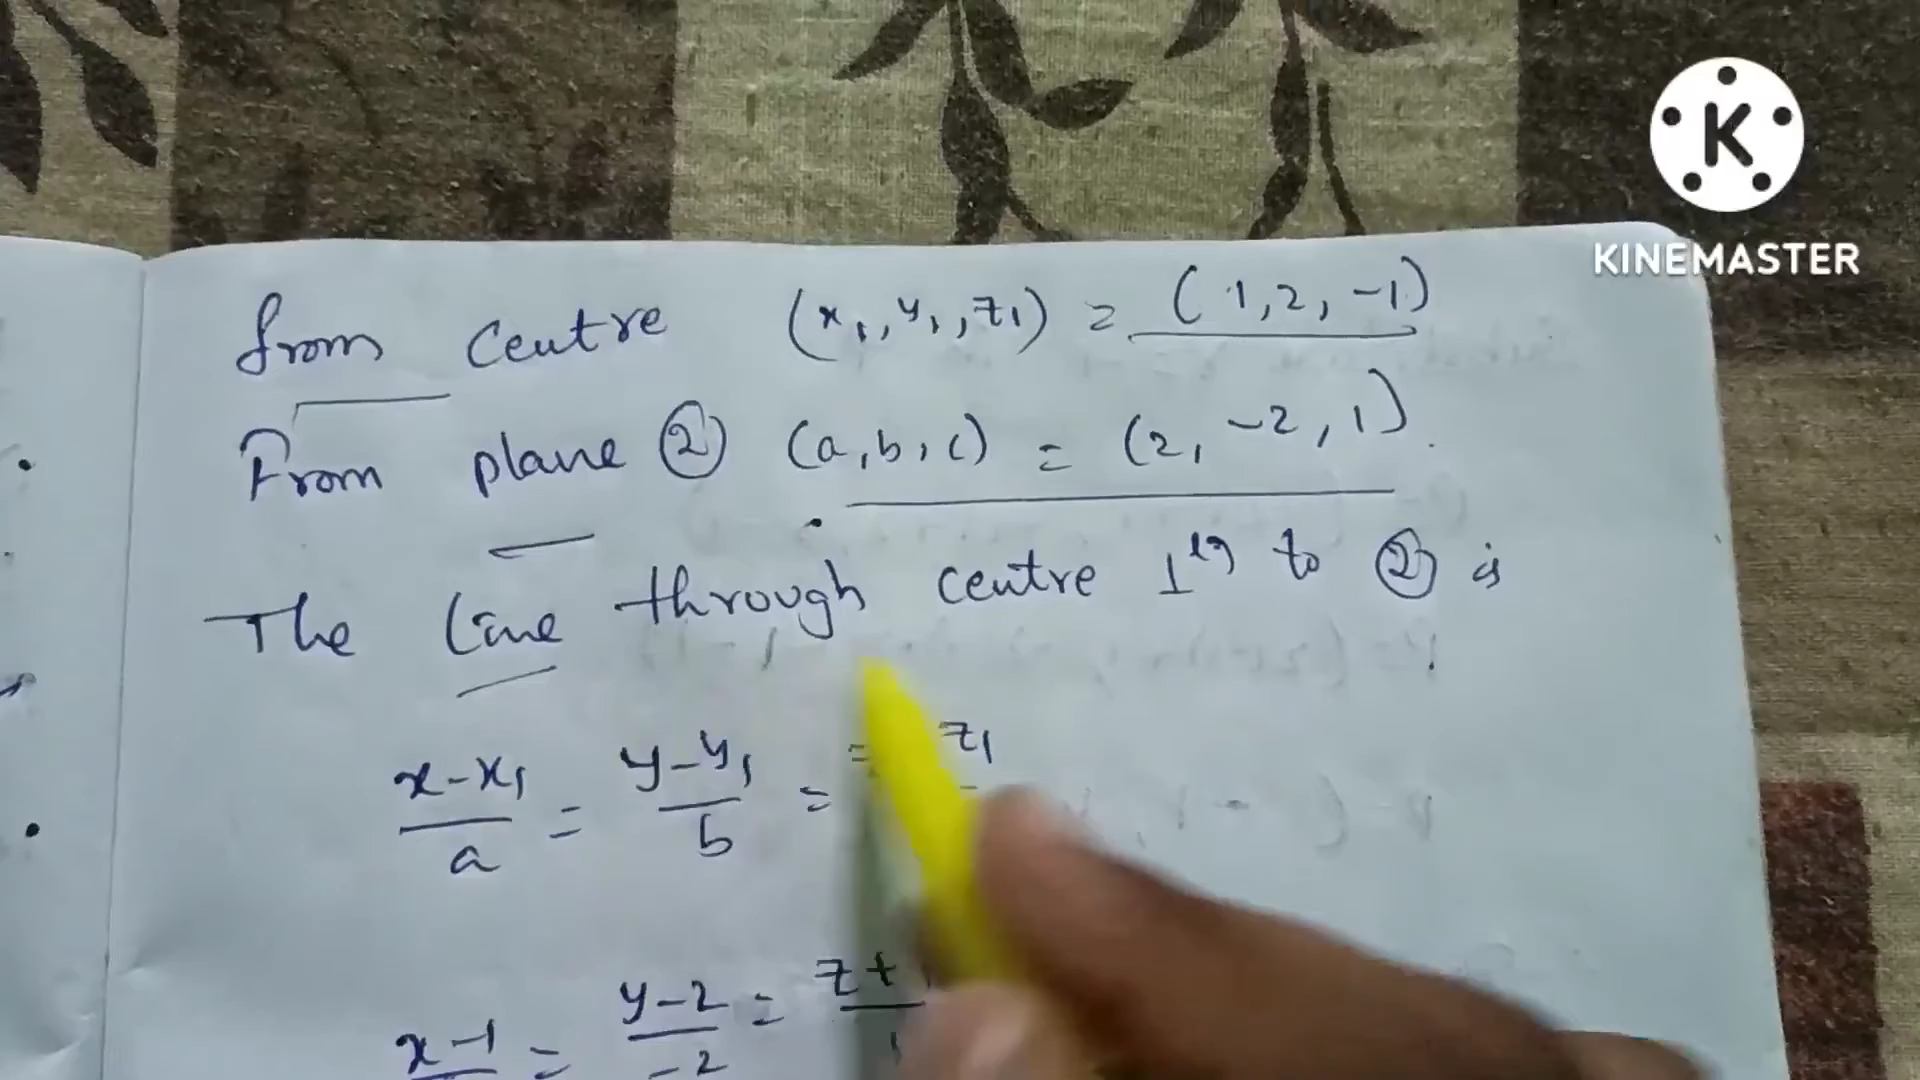 K
KINEMASTER
from centre (x₁, y₁, z₁) = (1, 2, -1)
From plane ② (a, b, c) = (2, -2, 1).
The Line through centre ⊥ˡʸ to ② is
x-x₁/a = y-y₁/b = z₁
x-1 = y-2/-2 = z+